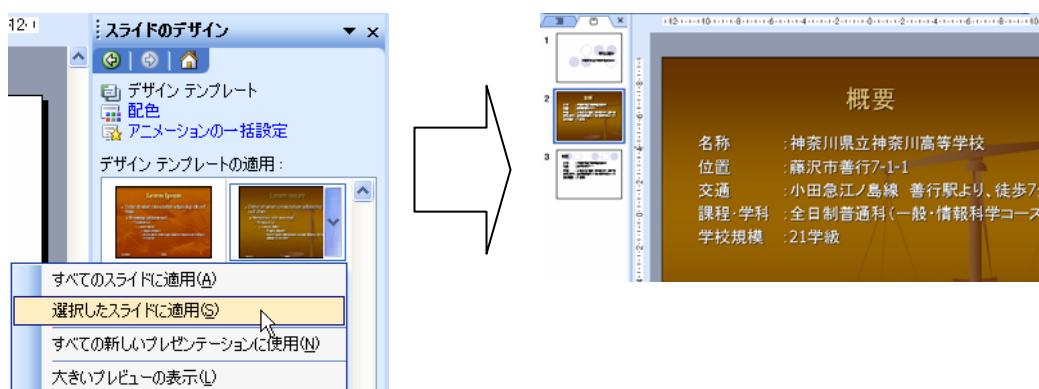 スライドのデザイン
デザイン テンプレート
配色
アニメーションの一括設定
デザイン テンプレートの適用：
すべてのスライドに適用(A)
選択したスライドに適用(S)
すべての新しいプレゼンテーションに使用(N)
大きいプレビューの表示(L)
1
2
3
概要
名称 :神奈川県立神奈川高等学校
位置 :藤沢市善行7-1-1
交通 :小田急江ノ島線 善行駅より、徒歩7
課程・学科 :全日制普通科(一般・情報科学コース
学校規模 :21学級